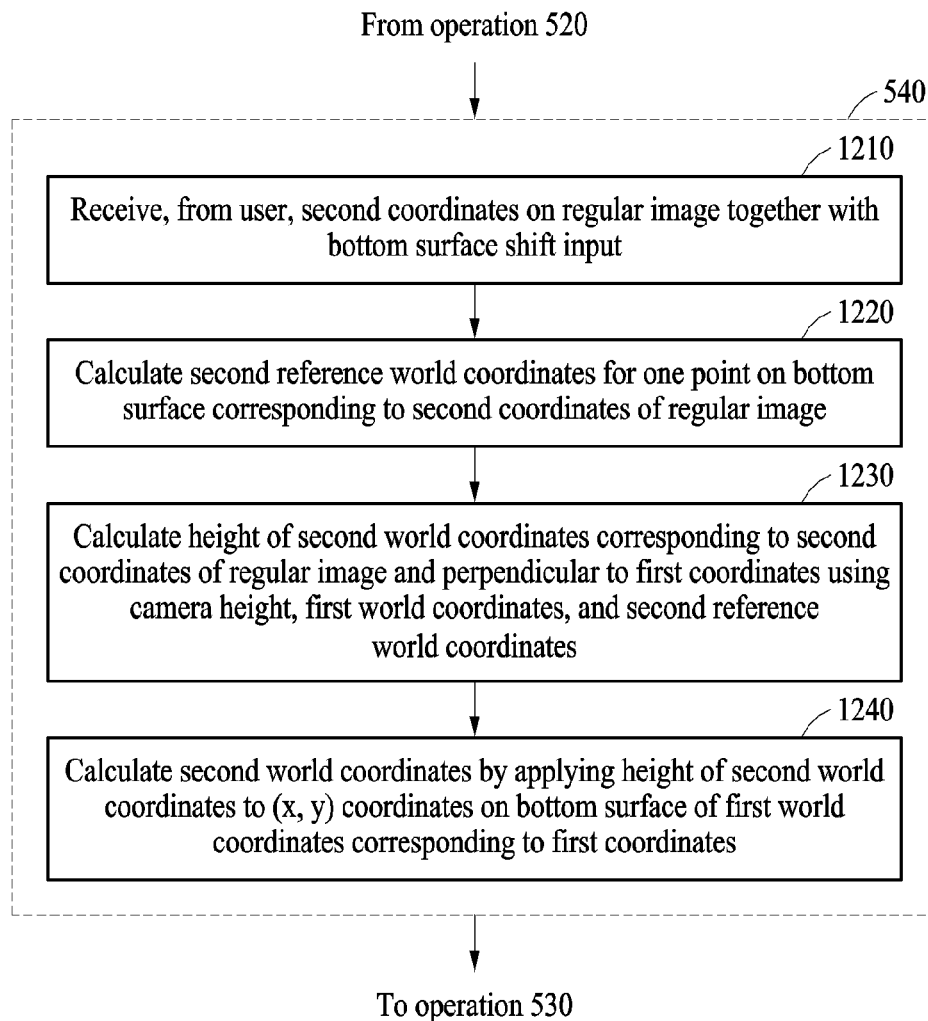 From operation 520
540
1210
Receive, from user, second coordinates on regular image together with
bottom surface shift input
1220
Calculate second reference world coordinates for one point on bottom
surface corresponding to second coordinates of regular image
1230
Calculate height of second world coordinates corresponding to second
coordinates of regular image and perpendicular to first coordinates using
camera height, first world coordinates, and second reference
world coordinates
1240
Calculate second world coordinates by applying height of second world
coordinates to (x, y) coordinates on bottom surface of first world
coordinates corresponding to first coordinates
To operation 530